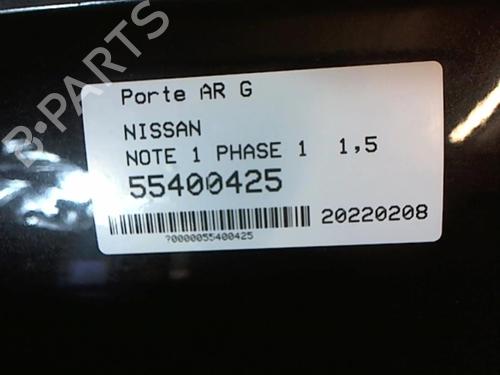 B-PARTS
Porte AR G
NISSAN
NOTE 1 PHASE 1 1,5
55400425
20220208
?0000055400425